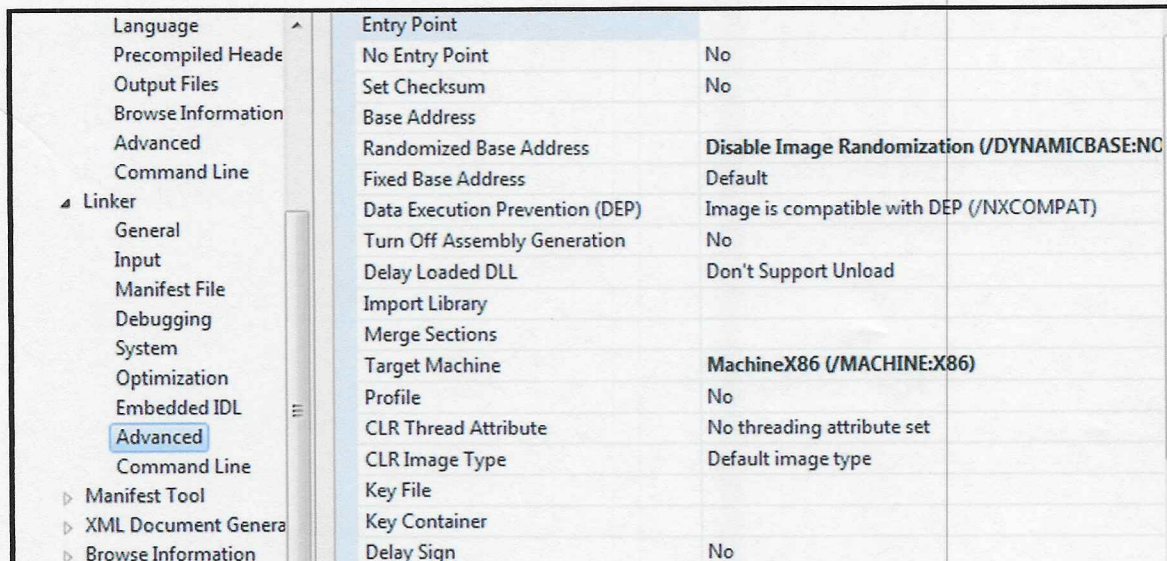 Language
Precompiled Heade
Output Files
Browse Information
Advanced
Command Line
Linker
General
Input
Manifest File
Debugging
System
Optimization
Embedded IDL
Advanced
Command Line
Manifest Tool
XML Document Genera
Browse Information
Entry Point
No Entry Point No
Set Checksum No
Base Address
Randomized Base Address Disable Image Randomization (/DYNAMICBASE:NO
Fixed Base Address Default
Data Execution Prevention (DEP) Image is compatible with DEP (/NXCOMPAT)
Turn Off Assembly Generation No
Delay Loaded DLL Don't Support Unload
Import Library
Merge Sections
Target Machine MachineX86 (/MACHINE:X86)
Profile No
CLR Thread Attribute No threading attribute set
CLR Image Type Default image type
Key File
Key Container
Delay Sign No